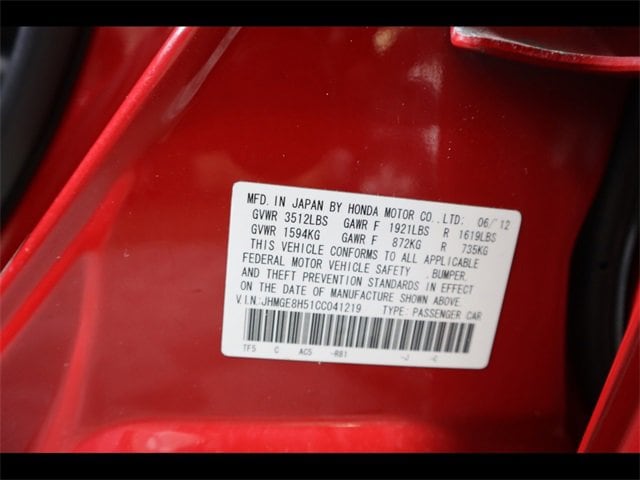 MFD. IN JAPAN BY HONDA MOTOR CO.,LTD: 06/'12
GVWR 3512LBS GAWR F 1921LBS R 1619LBS
GVWR 1594KG GAWR F 872KG R 735KG
THIS VEHICLE CONFORMS TO ALL APPLICABLE
FEDERAL MOTOR VEHICLE SAFETY ,BUMPER,
AND THEFT PREVENTION STANDARDS IN EFFECT
ON THE DATE OF MANUFACTURE SHOWN ABOVE.
V.I.N:JHMGE8H51CC041219 TYPE:PASSENGER CAR
TF5 C AC5 -R81 -J -C